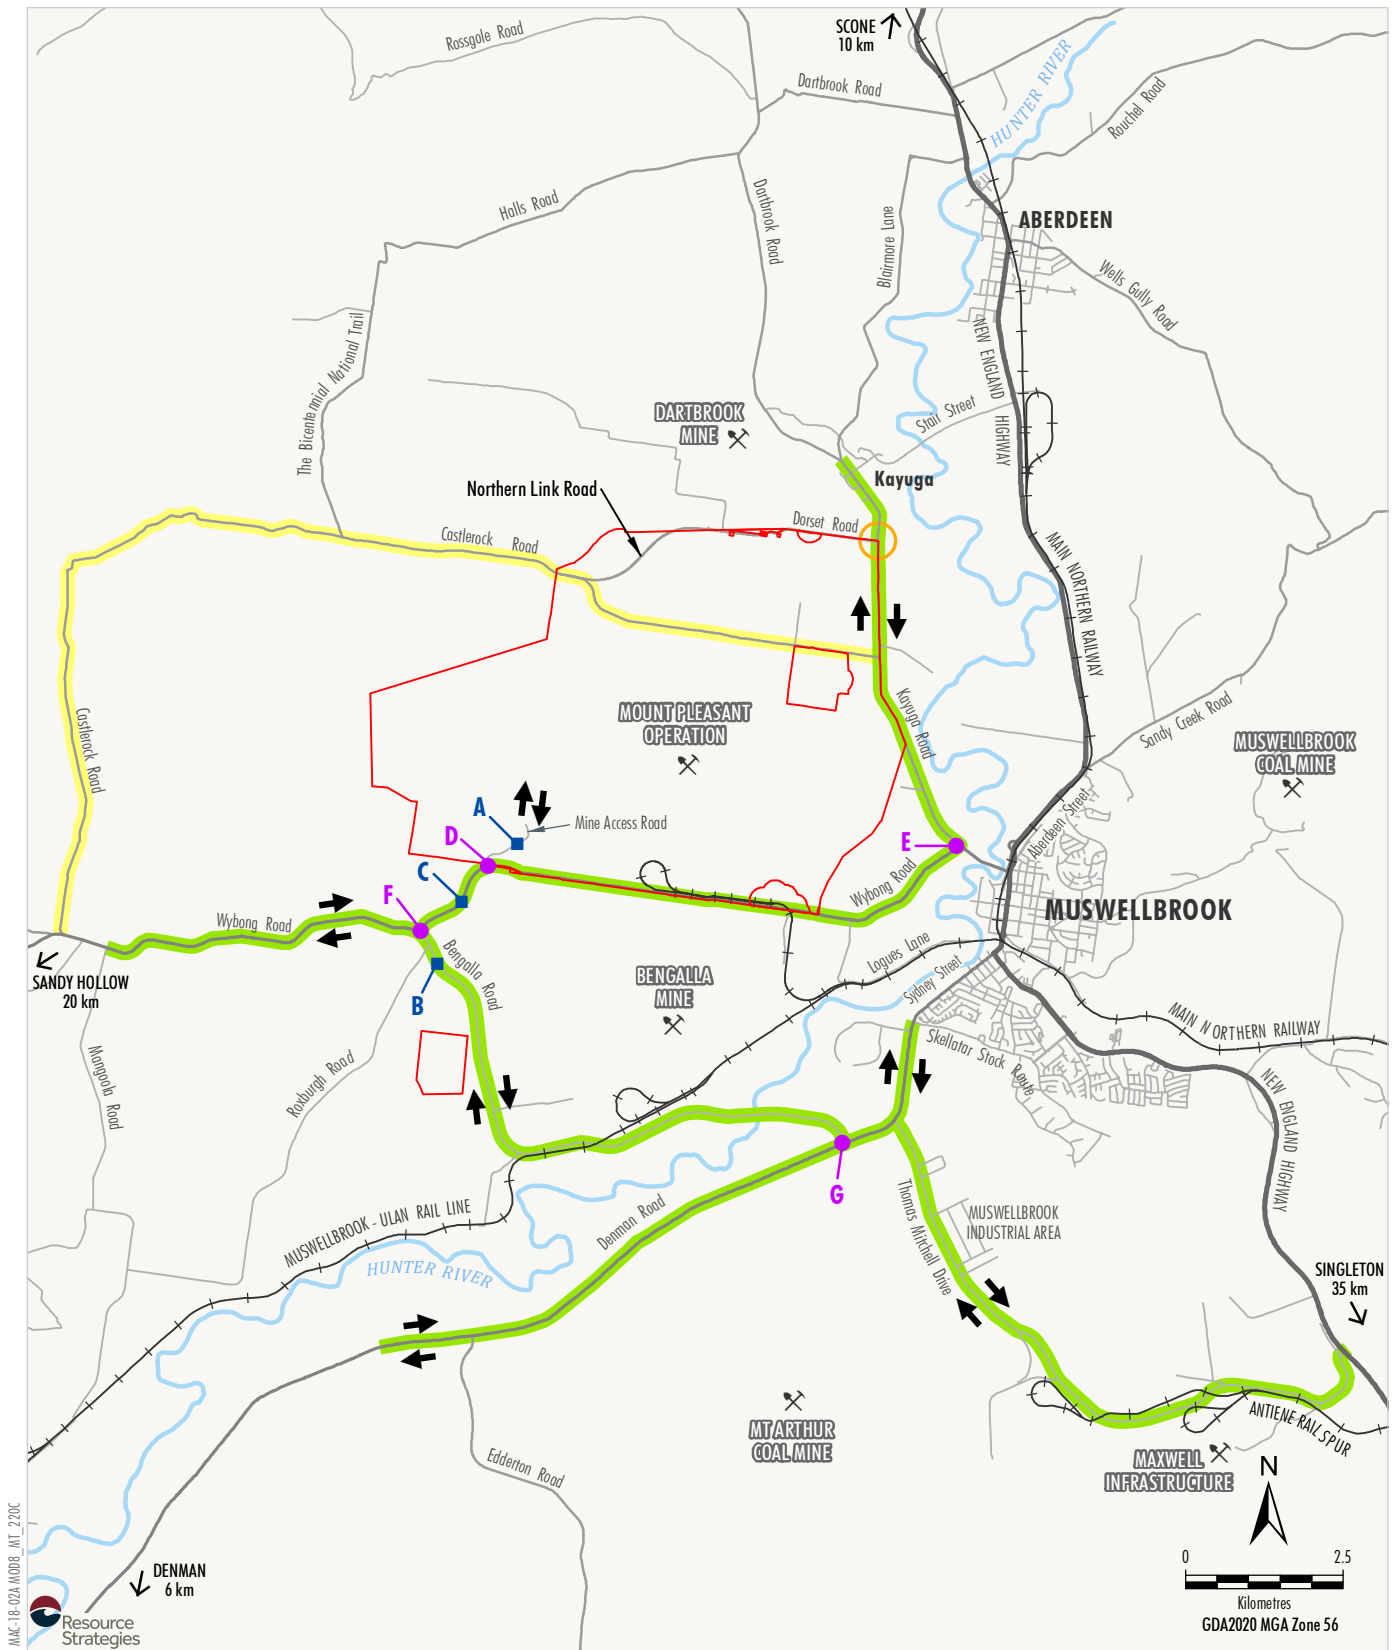 SCONE
10 km
Rossgole Road
Dartbrook Road
HUNTER RIVER
Rouchel Road
Halls Road
Dartbrook Road
Blairmore Lane
ABERDEEN
Wells Gully Road
The Bicentennial National Trail
NEW ENGLAND HIGHWAY
DARTBROOK
MINE
Stair Street
Kayuga
Northern Link Road
Dorset Road
Castlerock Road
MAIN NORTHERN RAILWAY
Castlerock Road
MOUNT PLEASANT
OPERATION
Kayuga Road
Sandy Creek Road
MUSWELLBROOK
COAL MINE
A
Mine Access Road
D
E
Aberdeen Street
C
F
Wybong Road
Wybong Road
MUSWELLBROOK
SANDY HOLLOW
20 km
Bengalla Road
BENGALLA
MINE
Logues Lane
Sydney Street
B
MAIN NORTHERN RAILWAY
Skellatar Stock Route
Mangoola Road
Roxburgh Road
NEW ENGLAND HIGHWAY
G
MUSWELLBROOK - ULAN RAIL LINE
Denman Road
Thomas Mitchell Drive
MUSWELLBROOK
INDUSTRIAL AREA
HUNTER RIVER
SINGLETON
35 km
MT ARTHUR
COAL MINE
ANTIENE RAIL SPUR
Edderton Road
MAXWELL
INFRASTRUCTURE
N
0 2.5
Kilometres
GDA2020 MGA Zone 56
DENMAN
6 km
Resource
Strategies
MAC-18-02A MOD8_MT_220C